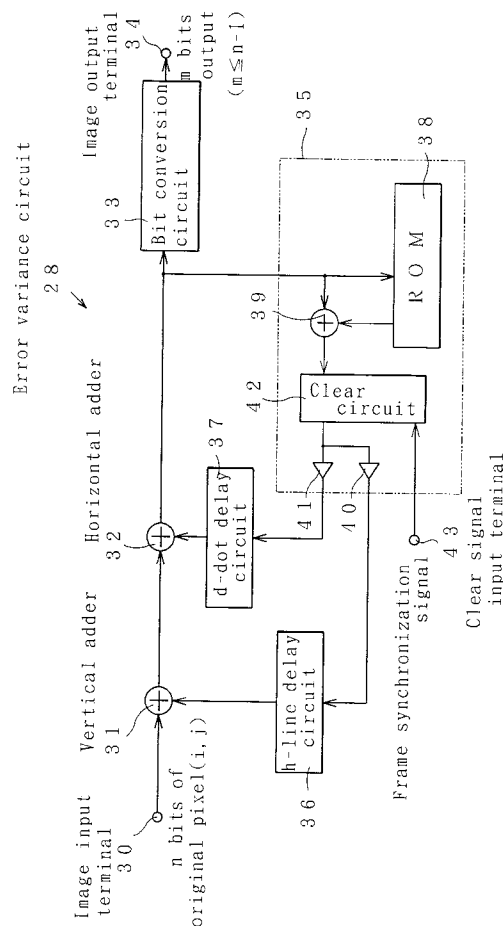 Error variance circuit
28
Image input
terminal
30
n bits of
original pixel(i,j)
Vertical adder
31
Horizontal adder
32
33
Bit conversion
circuit
Image output
terminal
34
m bits
output
(m≦n-1)
h-line delay
circuit
36
d-dot delay
circuit
37
41
40
42
Clear
circuit
39
35
ROM
38
Frame synchronization
signal
43
Clear signal
input terminal